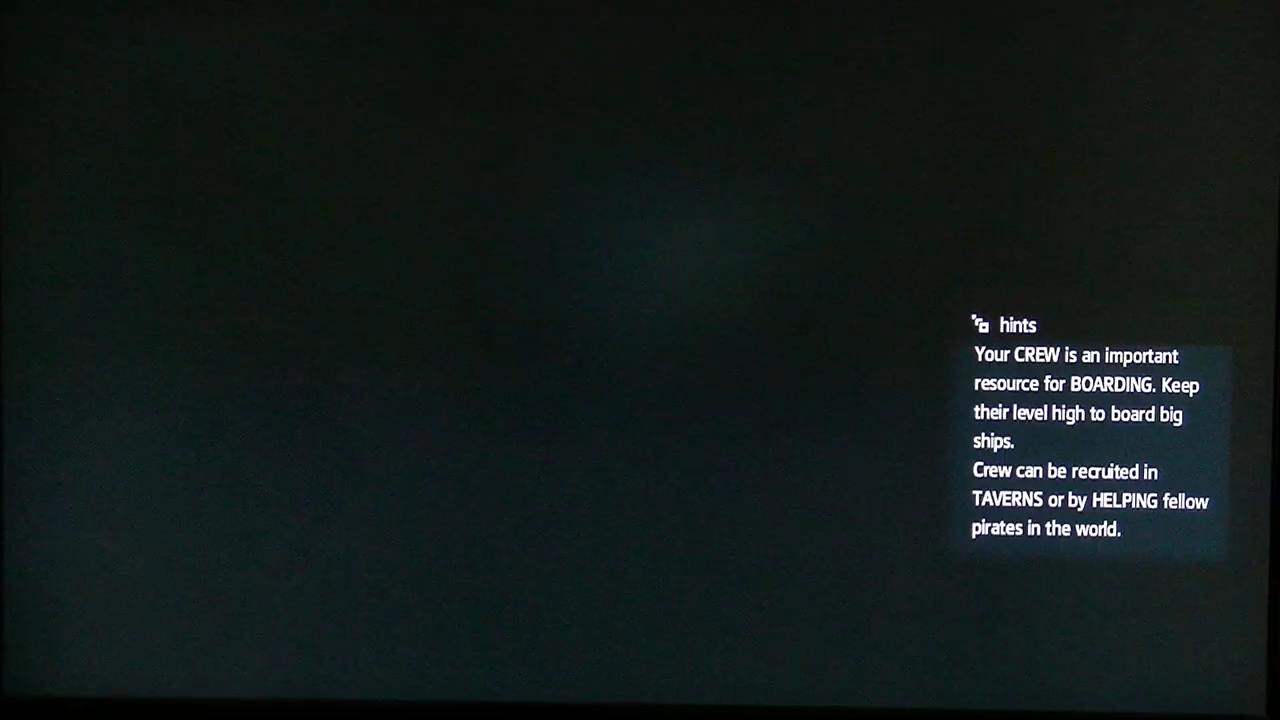 hints
Your CREW is an important
resource for BOARDING. Keep
their level high to board big
ships.
Crew can be recruited in
TAVERNS or by HELPING fellow
pirates in the world.